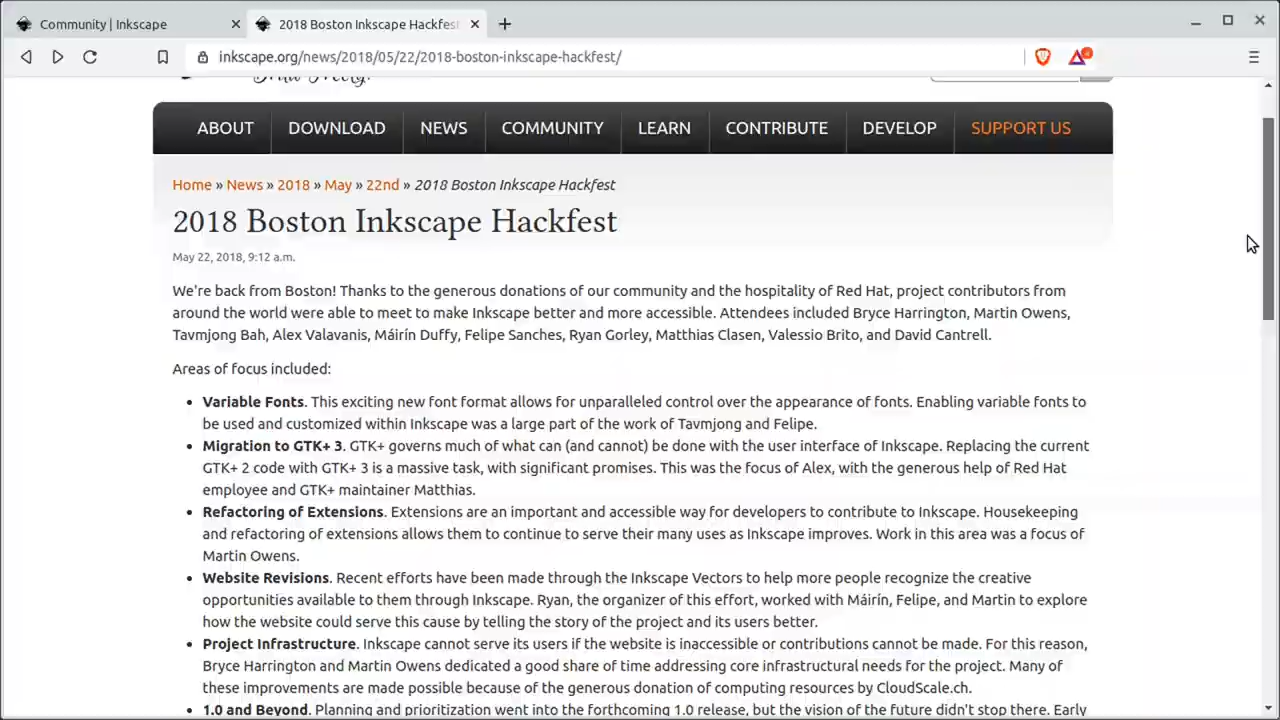 Community | Inkscape
2018 Boston Inkscape Hackfest
inkscape.org/news/2018/05/22/2018-boston-inkscape-hackfest/
Draw Freely.
ABOUT DOWNLOAD NEWS COMMUNITY LEARN CONTRIBUTE DEVELOP SUPPORT US
Home » News » 2018 » May » 22nd » 2018 Boston Inkscape Hackfest
2018 Boston Inkscape Hackfest
May 22, 2018, 9:12 a.m.
We're back from Boston! Thanks to the generous donations of our community and the hospitality of Red Hat, project contributors from
around the world were able to meet to make Inkscape better and more accessible. Attendees included Bryce Harrington, Martin Owens,
Tavmjong Bah, Alex Valavanis, Máirín Duffy, Felipe Sanches, Ryan Gorley, Matthias Clasen, Valessio Brito, and David Cantrell.
Areas of focus included:
• Variable Fonts. This exciting new font format allows for unparalleled control over the appearance of fonts. Enabling variable fonts to
be used and customized within Inkscape was a large part of the work of Tavmjong and Felipe.
• Migration to GTK+ 3. GTK+ governs much of what can (and cannot) be done with the user interface of Inkscape. Replacing the current
GTK+ 2 code with GTK+ 3 is a massive task, with significant promises. This was the focus of Alex, with the generous help of Red Hat
employee and GTK+ maintainer Matthias.
• Refactoring of Extensions. Extensions are an important and accessible way for developers to contribute to Inkscape. Housekeeping
and refactoring of extensions allows them to continue to serve their many uses as Inkscape improves. Work in this area was a focus of
Martin Owens.
• Website Revisions. Recent efforts have been made through the Inkscape Vectors to help more people recognize the creative
opportunities available to them through Inkscape. Ryan, the organizer of this effort, worked with Máirín, Felipe, and Martin to explore
how the website could serve this cause by telling the story of the project and its users better.
• Project Infrastructure. Inkscape cannot serve its users if the website is inaccessible or contributions cannot be made. For this reason,
Bryce Harrington and Martin Owens dedicated a good share of time addressing core infrastructural needs for the project. Many of
these improvements are made possible because of the generous donation of computing resources by CloudScale.ch.
• 1.0 and Beyond. Planning and prioritization went into the forthcoming 1.0 release, but the vision of the future didn't stop there. Early